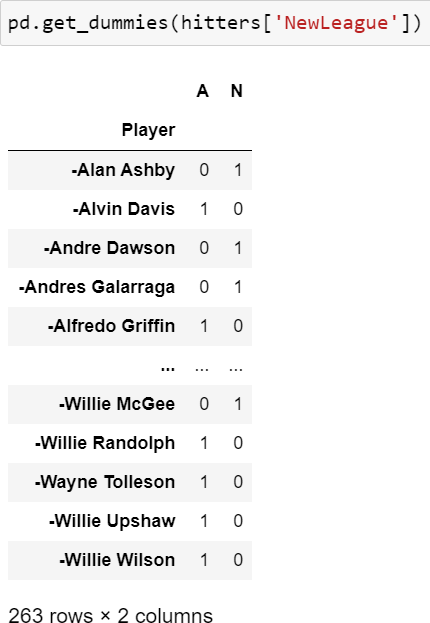 pd.get_dummies(hitters['NewLeague'])
A N
Player
-Alan Ashby 0 1
-Alvin Davis 1 0
-Andre Dawson 0 1
-Andres Galarraga 0 1
-Alfredo Griffin 1 0
... ... ...
-Willie McGee 0 1
-Willie Randolph 1 0
-Wayne Tolleson 1 0
-Willie Upshaw 1 0
-Willie Wilson 1 0
263 rows × 2 columns